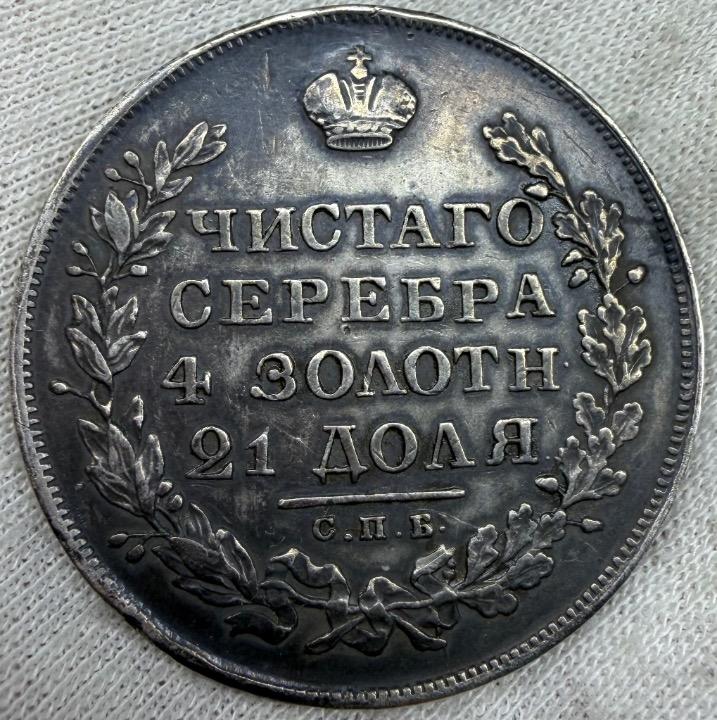 ЧИСТАГО
СЕРЕБРА
4 ЗОЛОТН
21 ДОЛЯ
С.П.Б.